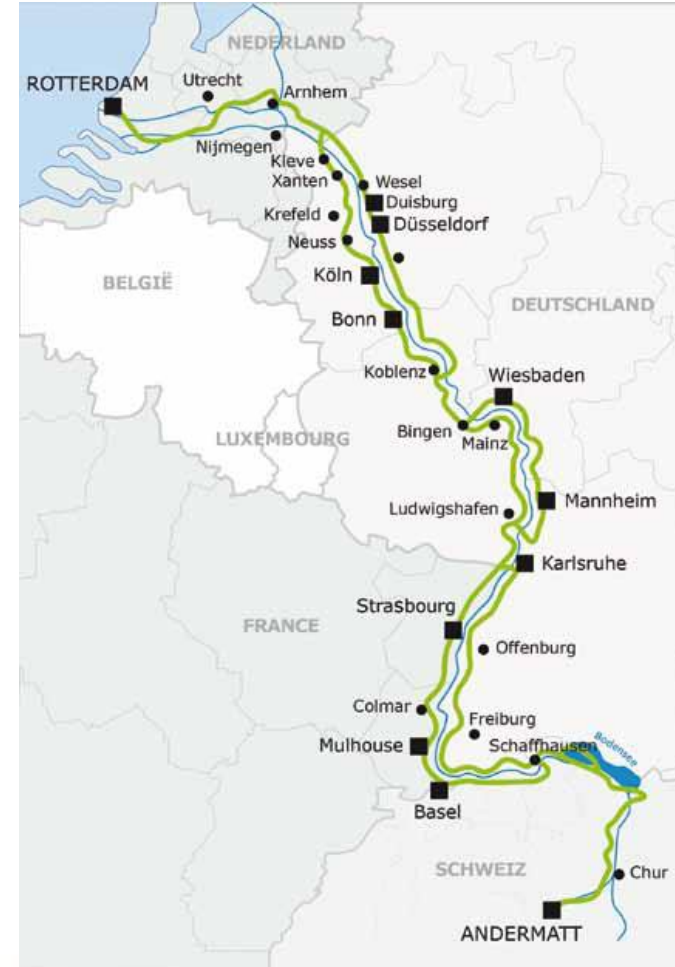 NEDERLAND
ROTTERDAM
Utrecht
Arnhem
Nijmegen
Kleve
Xanten
Wesel
Duisburg
Krefeld
Düsseldorf
Neuss
Köln
BELGIË
DEUTSCHLAND
Bonn
Koblenz
Wiesbaden
Bingen
Mainz
LUXEMBOURG
Mannheim
Ludwigshafen
Karlsruhe
Strasbourg
FRANCE
Offenburg
Colmar
Freiburg
Mulhouse
Schaffhausen
Bodensee
Basel
SCHWEIZ
Chur
ANDERMATT